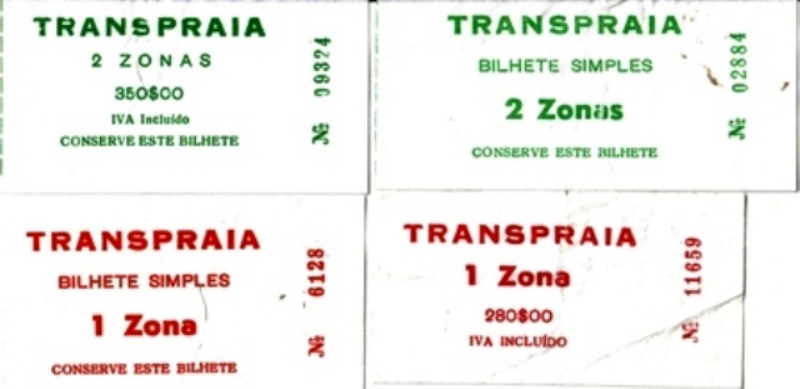 TRANSPRAIA
2 ZONAS
350$00
IVA Incluído
CONSERVE ESTE BILHETE
№ 09324
TRANSPRAIA
BILHETE SIMPLES
2 Zonas
CONSERVE ESTE BILHETE
№ 02884
TRANSPRAIA
BILHETE SIMPLES
1 Zona
CONSERVE ESTE BILHETE
№ 6128
TRANSPRAIA
1 Zona
280$00
IVA INCLUÍDO
№ 11659